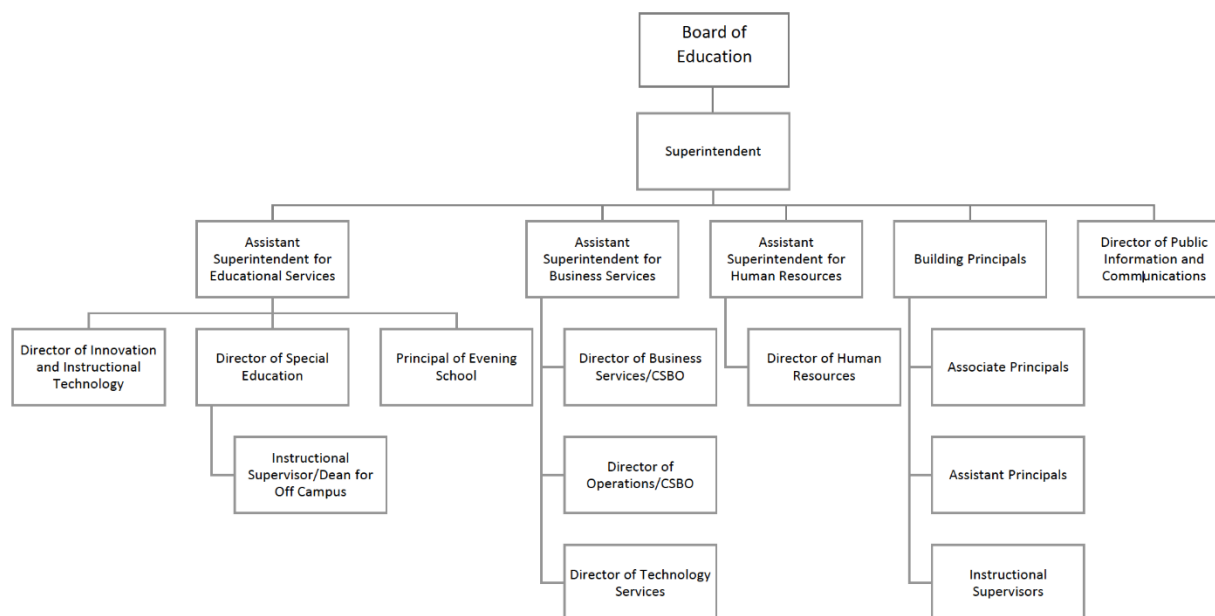 Board of
Education
Superintendent
Assistant
Superintendent for
Educational Services
Assistant
Superintendent for
Business Services
Assistant
Superintendent for
Human Resources
Building Principals
Director of Public
Information and
Communications
Director of Innovation
and Instructional
Technology
Director of Special
Education
Principal of Evening
School
Director of Business
Services/CSBO
Director of Human
Resources
Associate Principals
Instructional
Supervisor/Dean for
Off Campus
Director of
Operations/CSBO
Assistant Principals
Director of Technology
Services
Instructional
Supervisors